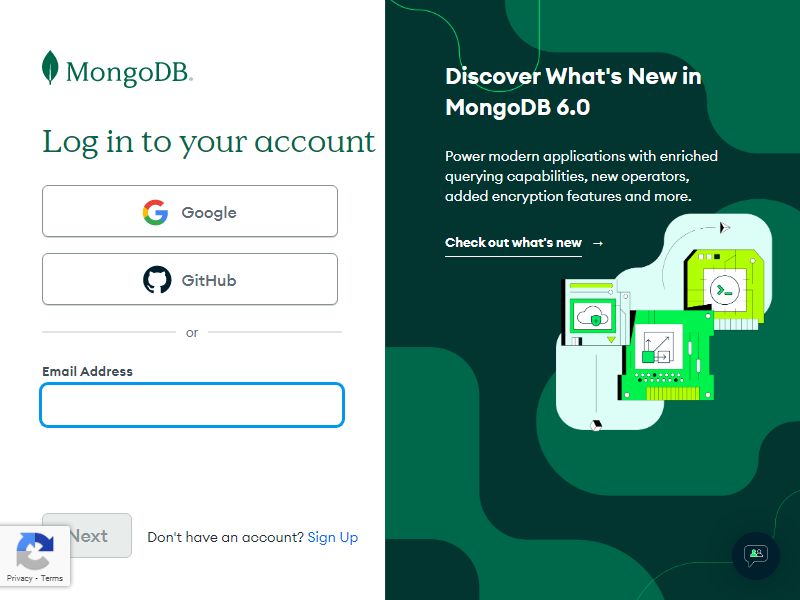 MongoDB®
Log in to your account
Google
GitHub
or
Email Address
Next
Don't have an account? Sign Up
Privacy - Terms
Discover What's New in
MongoDB 6.0
Power modern applications with enriched
querying capabilities, new operators,
added encryption features and more.
Check out what's new →